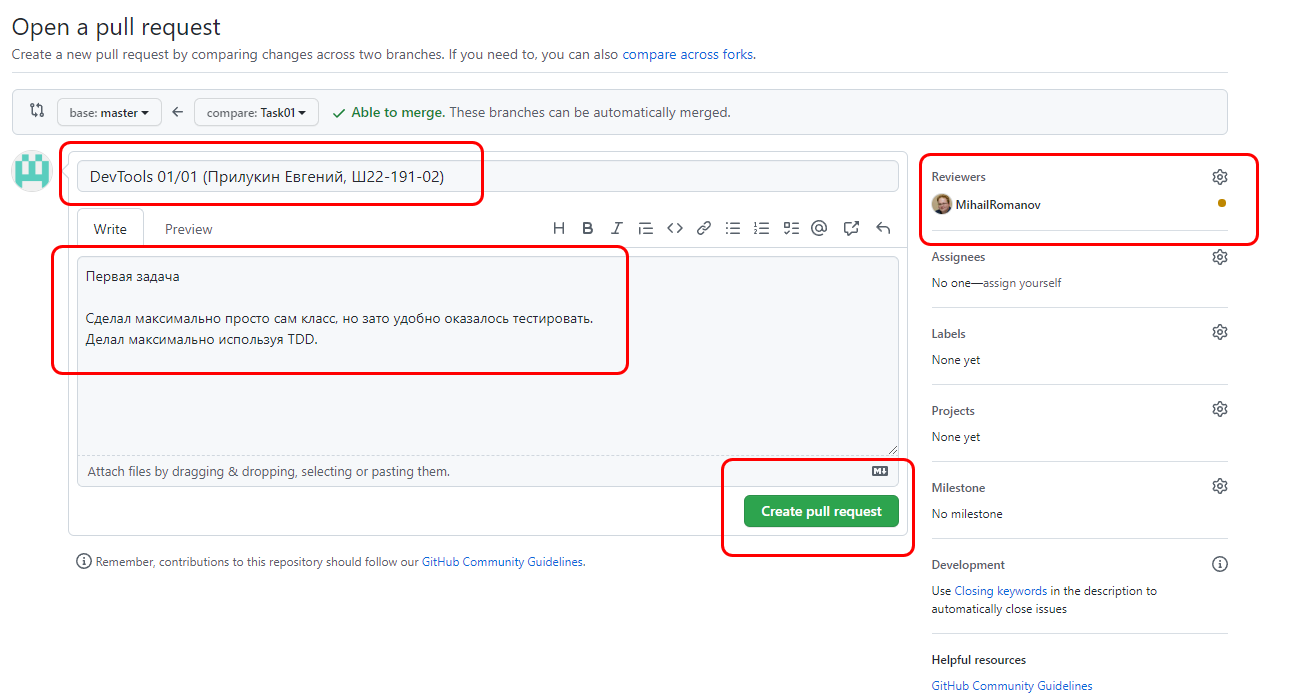 Open a pull request
Create a new pull request by comparing changes across two branches. If you need to, you can also compare across forks.
base: master
compare: Task01
Able to merge. These branches can be automatically merged.
DevTools 01/01 (Прилукин Евгений, Ш22-191-02)
Write
Preview
Первая задача
Сделал максимально просто сам класс, но зато удобно оказалось тестировать.
Делал максимально используя TDD.
Attach files by dragging & dropping, selecting or pasting them.
Create pull request
Remember, contributions to this repository should follow our GitHub Community Guidelines.
Reviewers
MihailRomanov
Assignees
No one—assign yourself
Labels
None yet
Projects
None yet
Milestone
No milestone
Development
Use Closing keywords in the description to
automatically close issues
Helpful resources
GitHub Community Guidelines